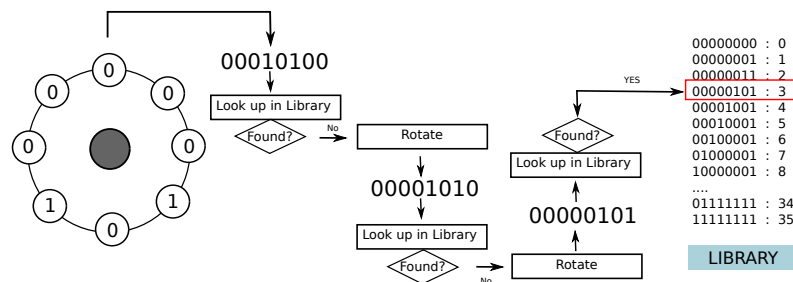 0
0
0
0
0
1
1
0
00010100
Look up in Library
Found?
No
Rotate
00001010
Look up in Library
Found?
No
Rotate
00000101
Look up in Library
Found?
YES
00000000 : 0
00000001 : 1
00000011 : 2
00000101 : 3
00001001 : 4
00010001 : 5
00100001 : 6
01000001 : 7
10000001 : 8
....
01111111 : 34
11111111 : 35
LIBRARY